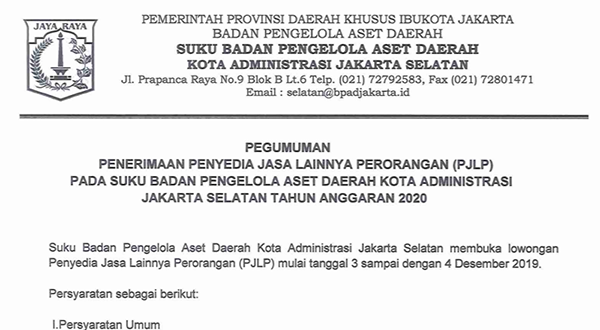 JAYA RAYA
PEMERINTAH PROVINSI DAERAH KHUSUS IBUKOTA JAKARTA
BADAN PENGELOLA ASET DAERAH
SUKU BADAN PENGELOLA ASET DAERAH
KOTA ADMINISTRASI JAKARTA SELATAN
Jl. Prapanca Raya No.9 Blok B Lt.6 Telp. (021) 72792583, Fax (021) 72801471
Email : selatan@bpadjakarta.id
PEGUMUMAN
PENERIMAAN PENYEDIA JASA LAINNYA PERORANGAN (PJLP)
PADA SUKU BADAN PENGELOLA ASET DAERAH KOTA ADMINISTRASI
JAKARTA SELATAN TAHUN ANGGARAN 2020
Suku Badan Pengelola Aset Daerah Kota Administrasi Jakarta Selatan membuka lowongan
Penyedia Jasa Lainnya Perorangan (PJLP) mulai tanggal 3 sampai dengan 4 Desember 2019.
Persyaratan sebagai berikut:
I.Persyaratan Umum